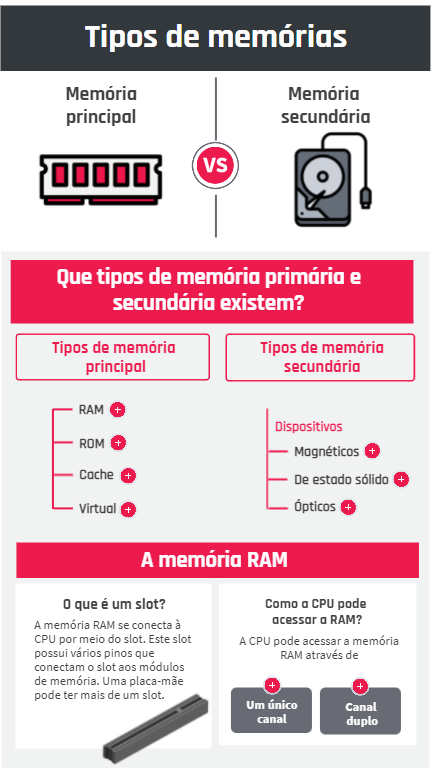 Tipos de memórias
Memória
principal
VS
Memória
secundária
Que tipos de memória primária e
secundária existem?
Tipos de memória
principal
RAM +
ROM +
Cache +
Virtual +
Tipos de memória
secundária
Dispositivos
Magnéticos +
De estado sólido +
Ópticos +
A memória RAM
O que é um slot?
A memória RAM se conecta à
CPU por meio do slot. Este slot
possui vários pinos que
conectam o slot aos módulos
de memória. Uma placa-mãe
pode ter mais de um slot.
Como a CPU pode
acessar a RAM?
A CPU pode acessar a memória
RAM através de
+
Um único
canal
+
Canal
duplo